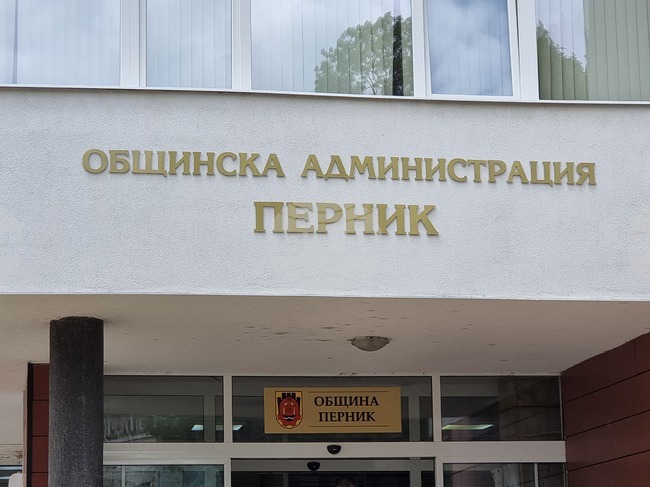 ОБЩИНСКА АДМИНИСТРАЦИЯ
ПЕРНИК
ОБЩИНА
ПЕРНИК